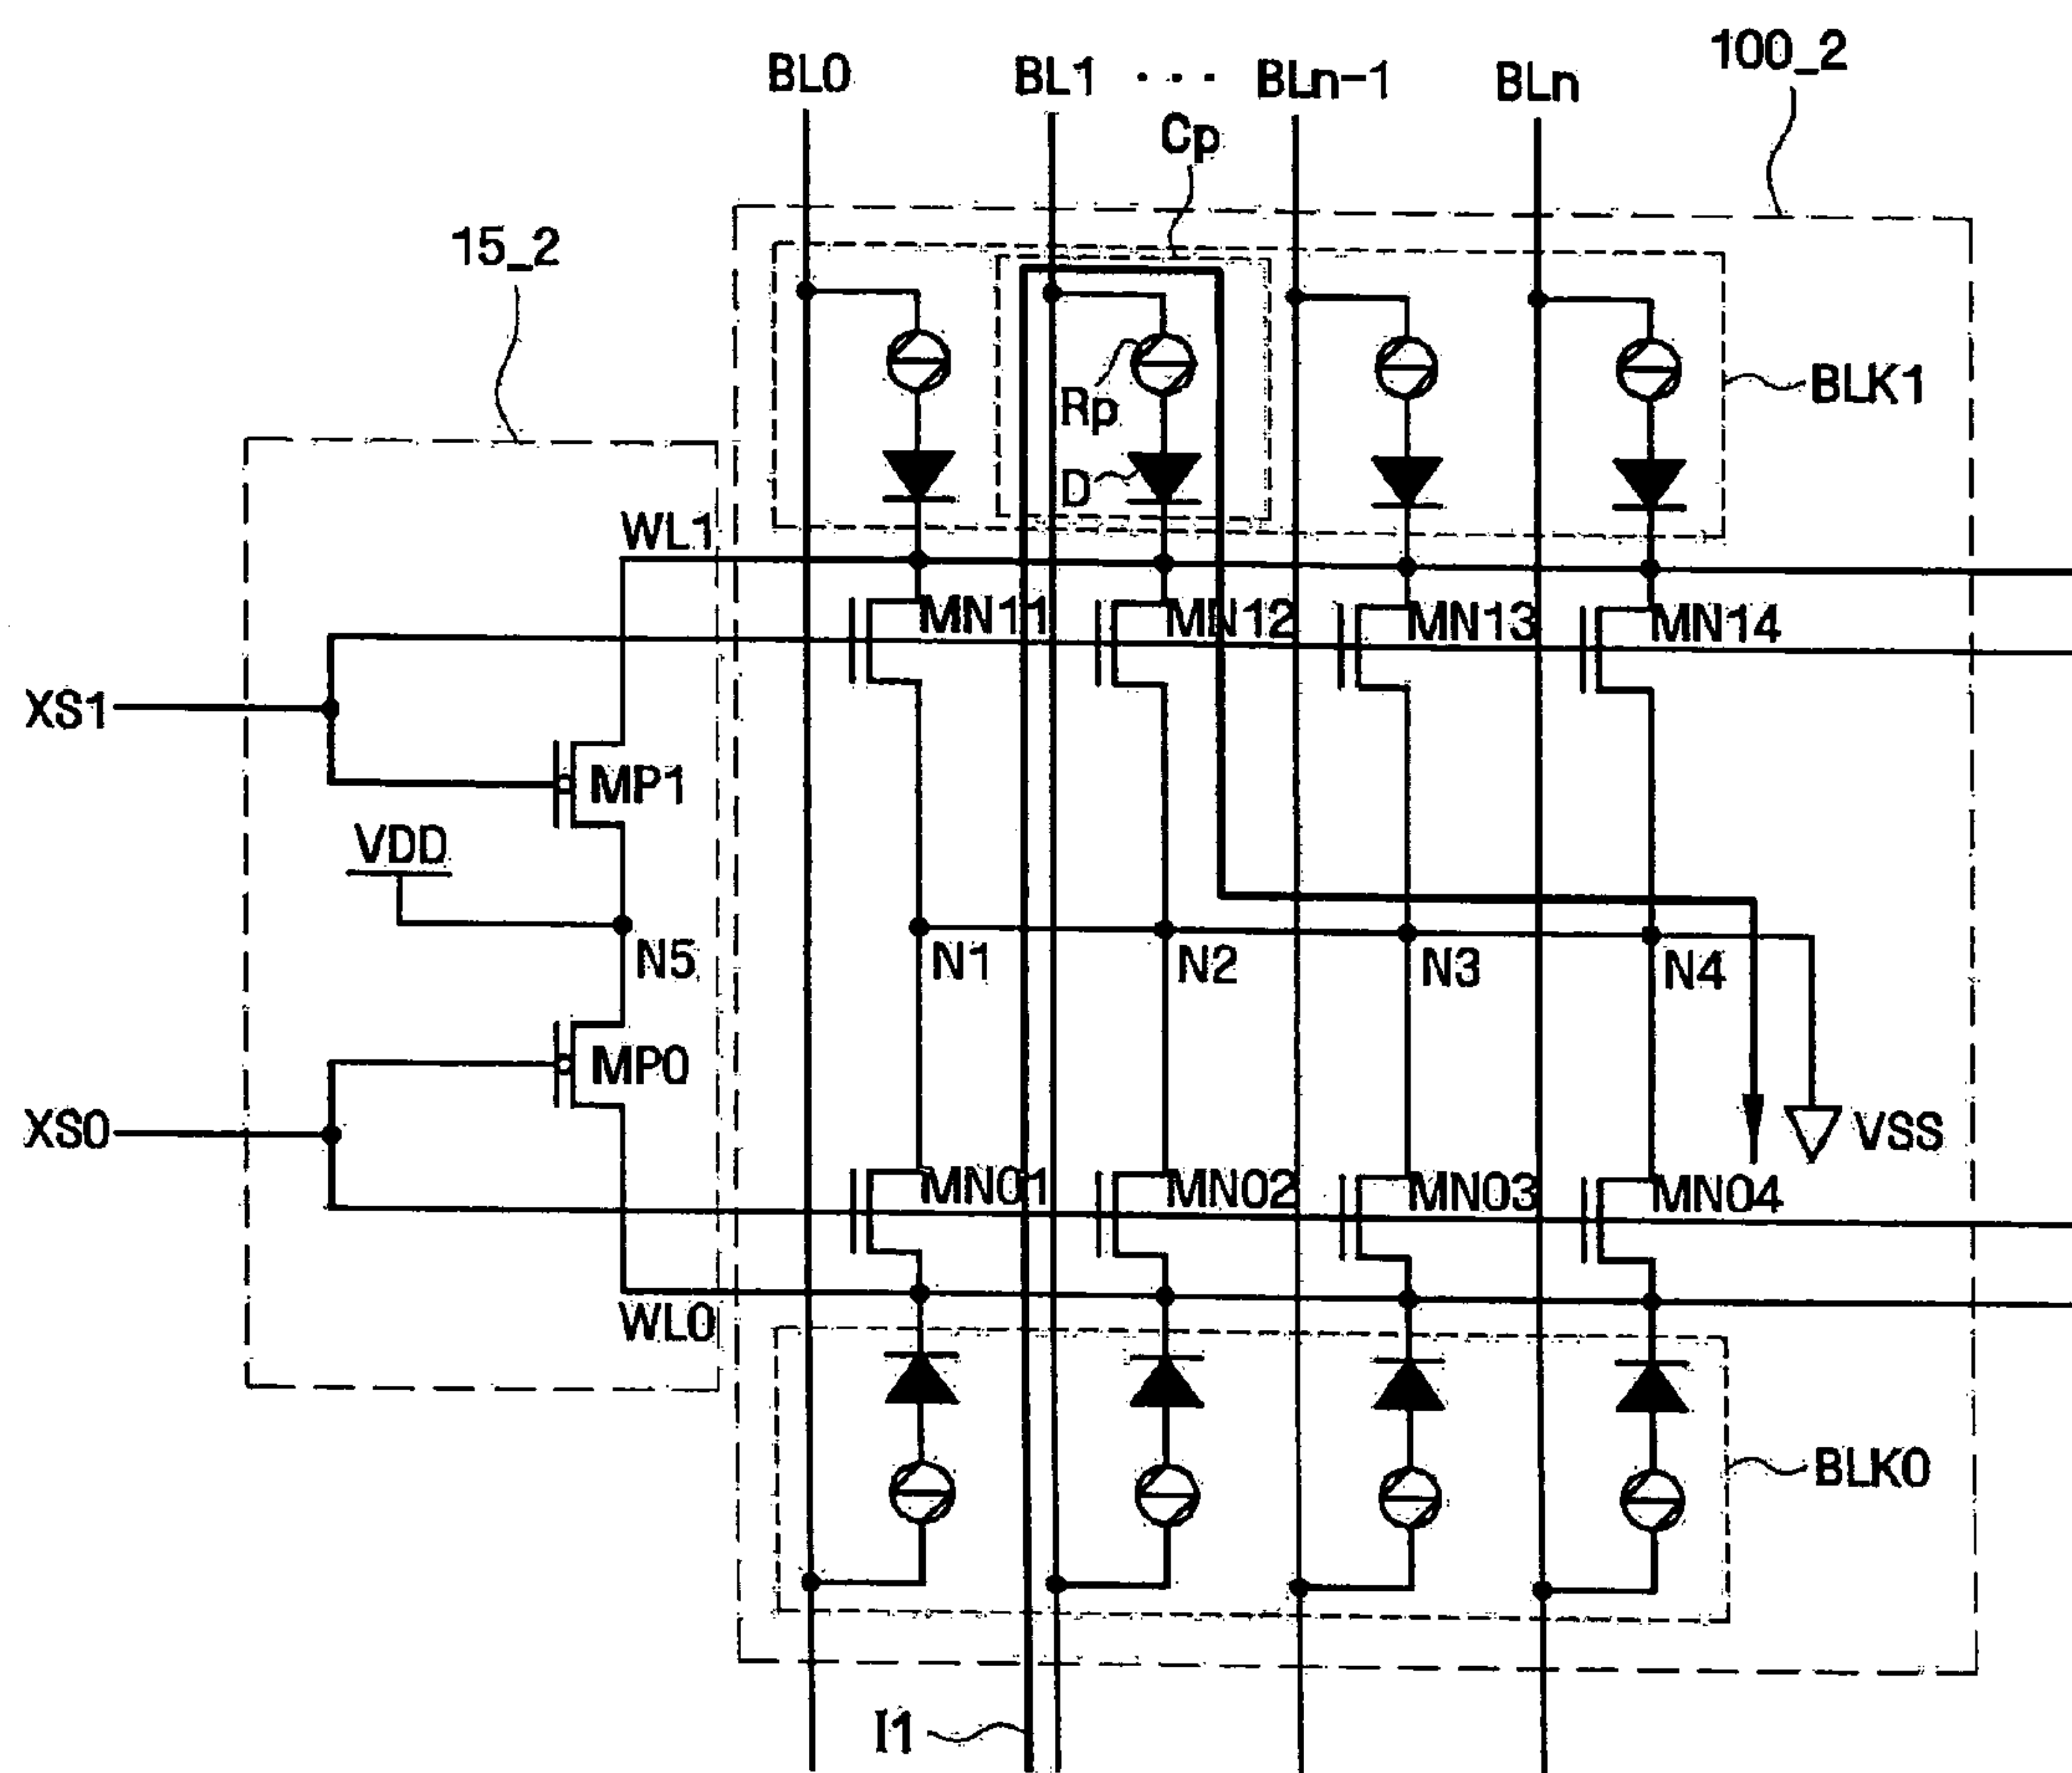 BL0 BL1 ··· BLn-1 BLn 100_2
Cp
15_2
Rp BLK1
D
WL1
MN11 MN12 MN13 MN14
XS1
MP1
VDD
N5 N1 N2 N3 N4
MP0
XS0 VSS
MN01 MN02 MN03 MN04
WL0
BLK0
I1